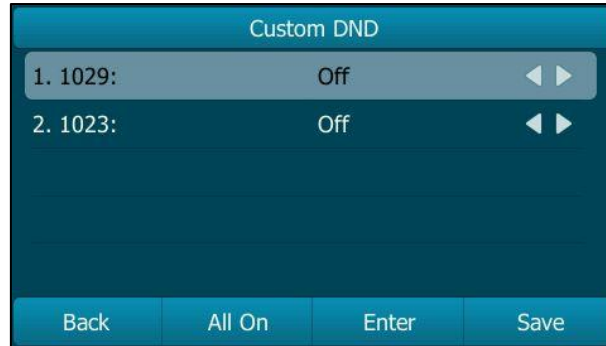 Custom DND
1. 1029: Off
2. 1023: Off
Back All On Enter Save